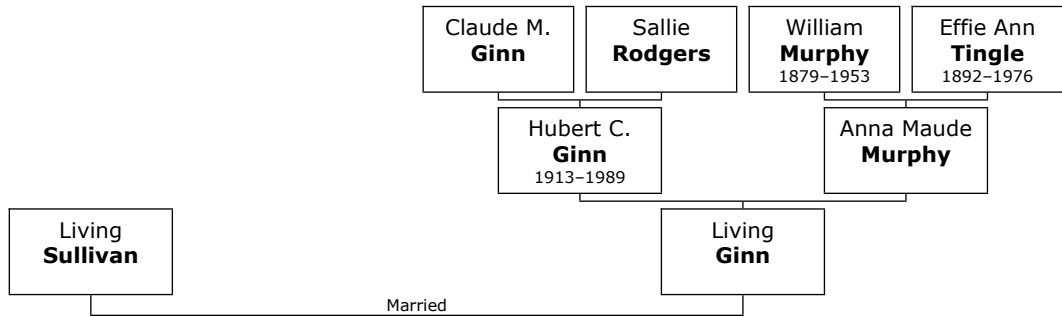 Claude M.
Ginn
Sallie
Rodgers
William
Murphy
1879–1953
Effie Ann
Tingle
1892–1976
Hubert C.
Ginn
1913–1989
Anna Maude
Murphy
Living
Sullivan
Living
Ginn
Married